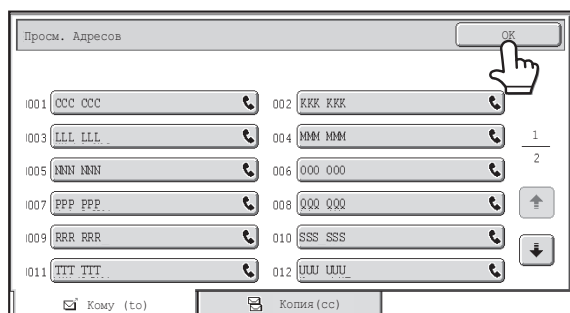 Просм. Адресов OK
001 CCC CCC 002 KKK KKK
003 LLL LLL 004 MMM MMM
005 NNN NNN 006 OOO OOO
007 PPP PPP 008 QQQ QQQ
009 RRR RRR 010 SSS SSS
011 TTT TTT 012 UUU UUU
1
2
Кому (to) Копия(cc)